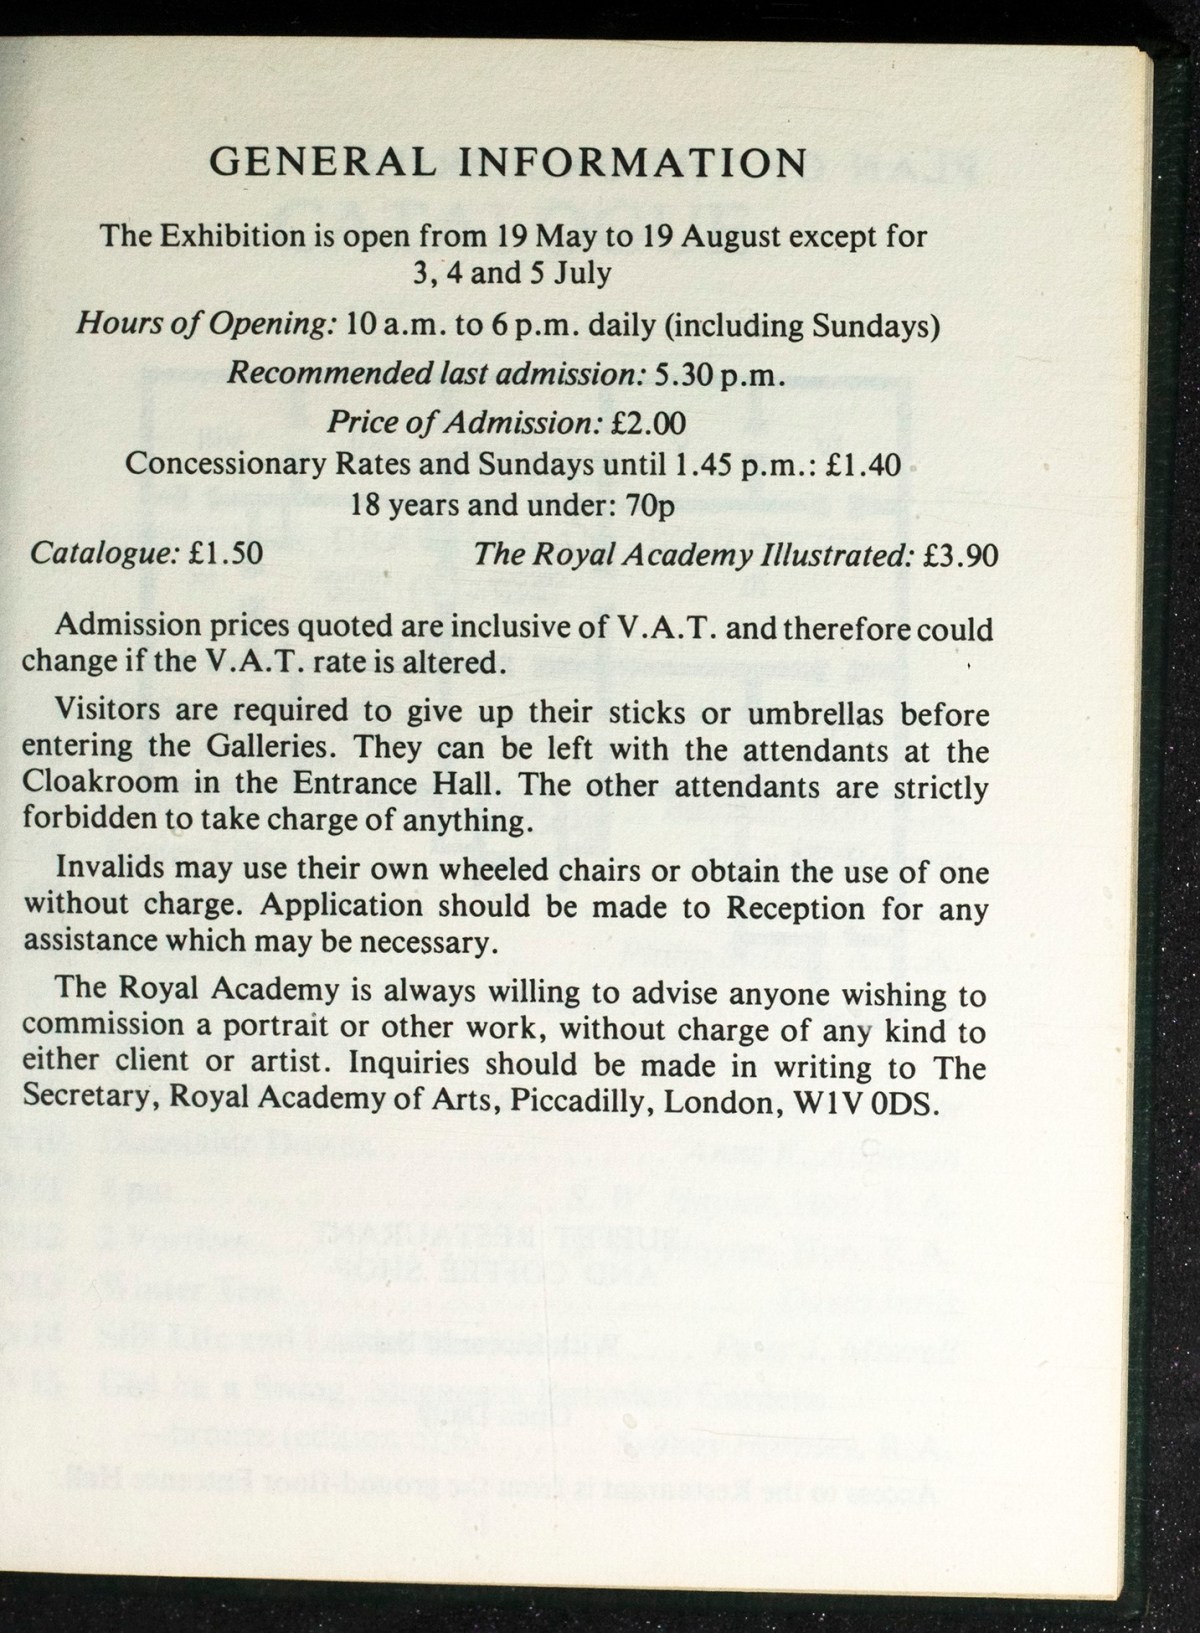 GENERAL INFORMATION
The Exhibition is open from 19 May to 19 August except for
3, 4 and 5 July
Hours of Opening: 10 a.m. to 6 p.m. daily (including Sundays)
Recommended last admission: 5.30 p.m.
Price of Admission: £2.00
Concessionary Rates and Sundays until 1.45 p.m.: £1.40
18 years and under: 70p
Catalogue: £1.50 The Royal Academy Illustrated: £3.90
Admission prices quoted are inclusive of V.A.T. and therefore could
change if the V.A.T. rate is altered.
Visitors are required to give up their sticks or umbrellas before
entering the Galleries. They can be left with the attendants at the
Cloakroom in the Entrance Hall. The other attendants are strictly
forbidden to take charge of anything.
Invalids may use their own wheeled chairs or obtain the use of one
without charge. Application should be made to Reception for any
assistance which may be necessary.
The Royal Academy is always willing to advise anyone wishing to
commission a portrait or other work, without charge of any kind to
either client or artist. Inquiries should be made in writing to The
Secretary, Royal Academy of Arts, Piccadilly, London, W1V 0DS.